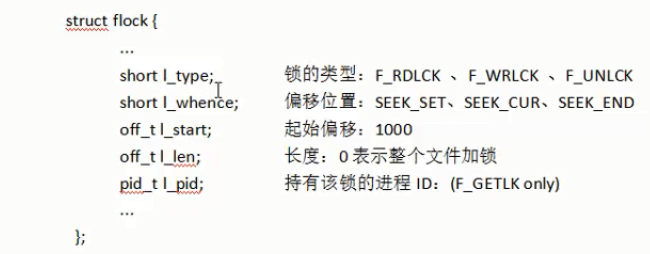 struct flock {
...
short l_type; 锁的类型：F_RDLCK 、F_WRLCK 、F_UNLCK
short l_whence; 偏移位置：SEEK_SET、SEEK_CUR、SEEK_END
off_t l_start; 起始偏移：1000
off_t l_len; 长度：0 表示整个文件加锁
pid_t l_pid; 持有该锁的进程 ID：(F_GETLK only)
...
};